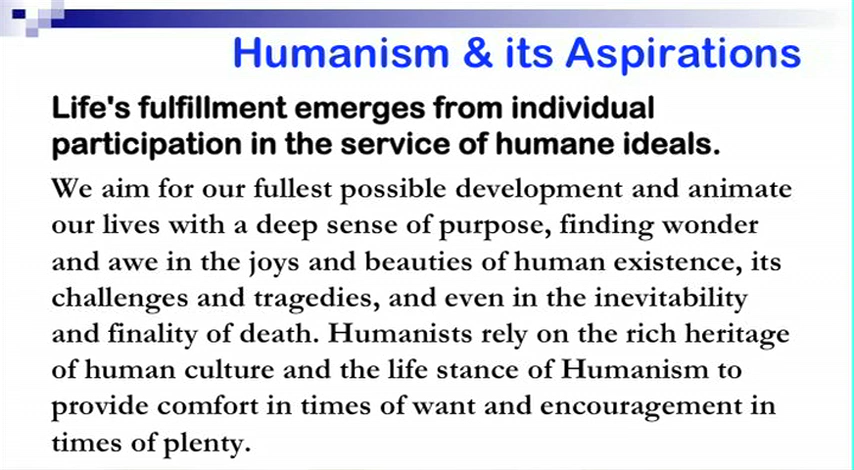 Humanism & its Aspirations
Life's fulfillment emerges from individual
participation in the service of humane ideals.
We aim for our fullest possible development and animate
our lives with a deep sense of purpose, finding wonder
and awe in the joys and beauties of human existence, its
challenges and tragedies, and even in the inevitability
and finality of death. Humanists rely on the rich heritage
of human culture and the life stance of Humanism to
provide comfort in times of want and encouragement in
times of plenty.